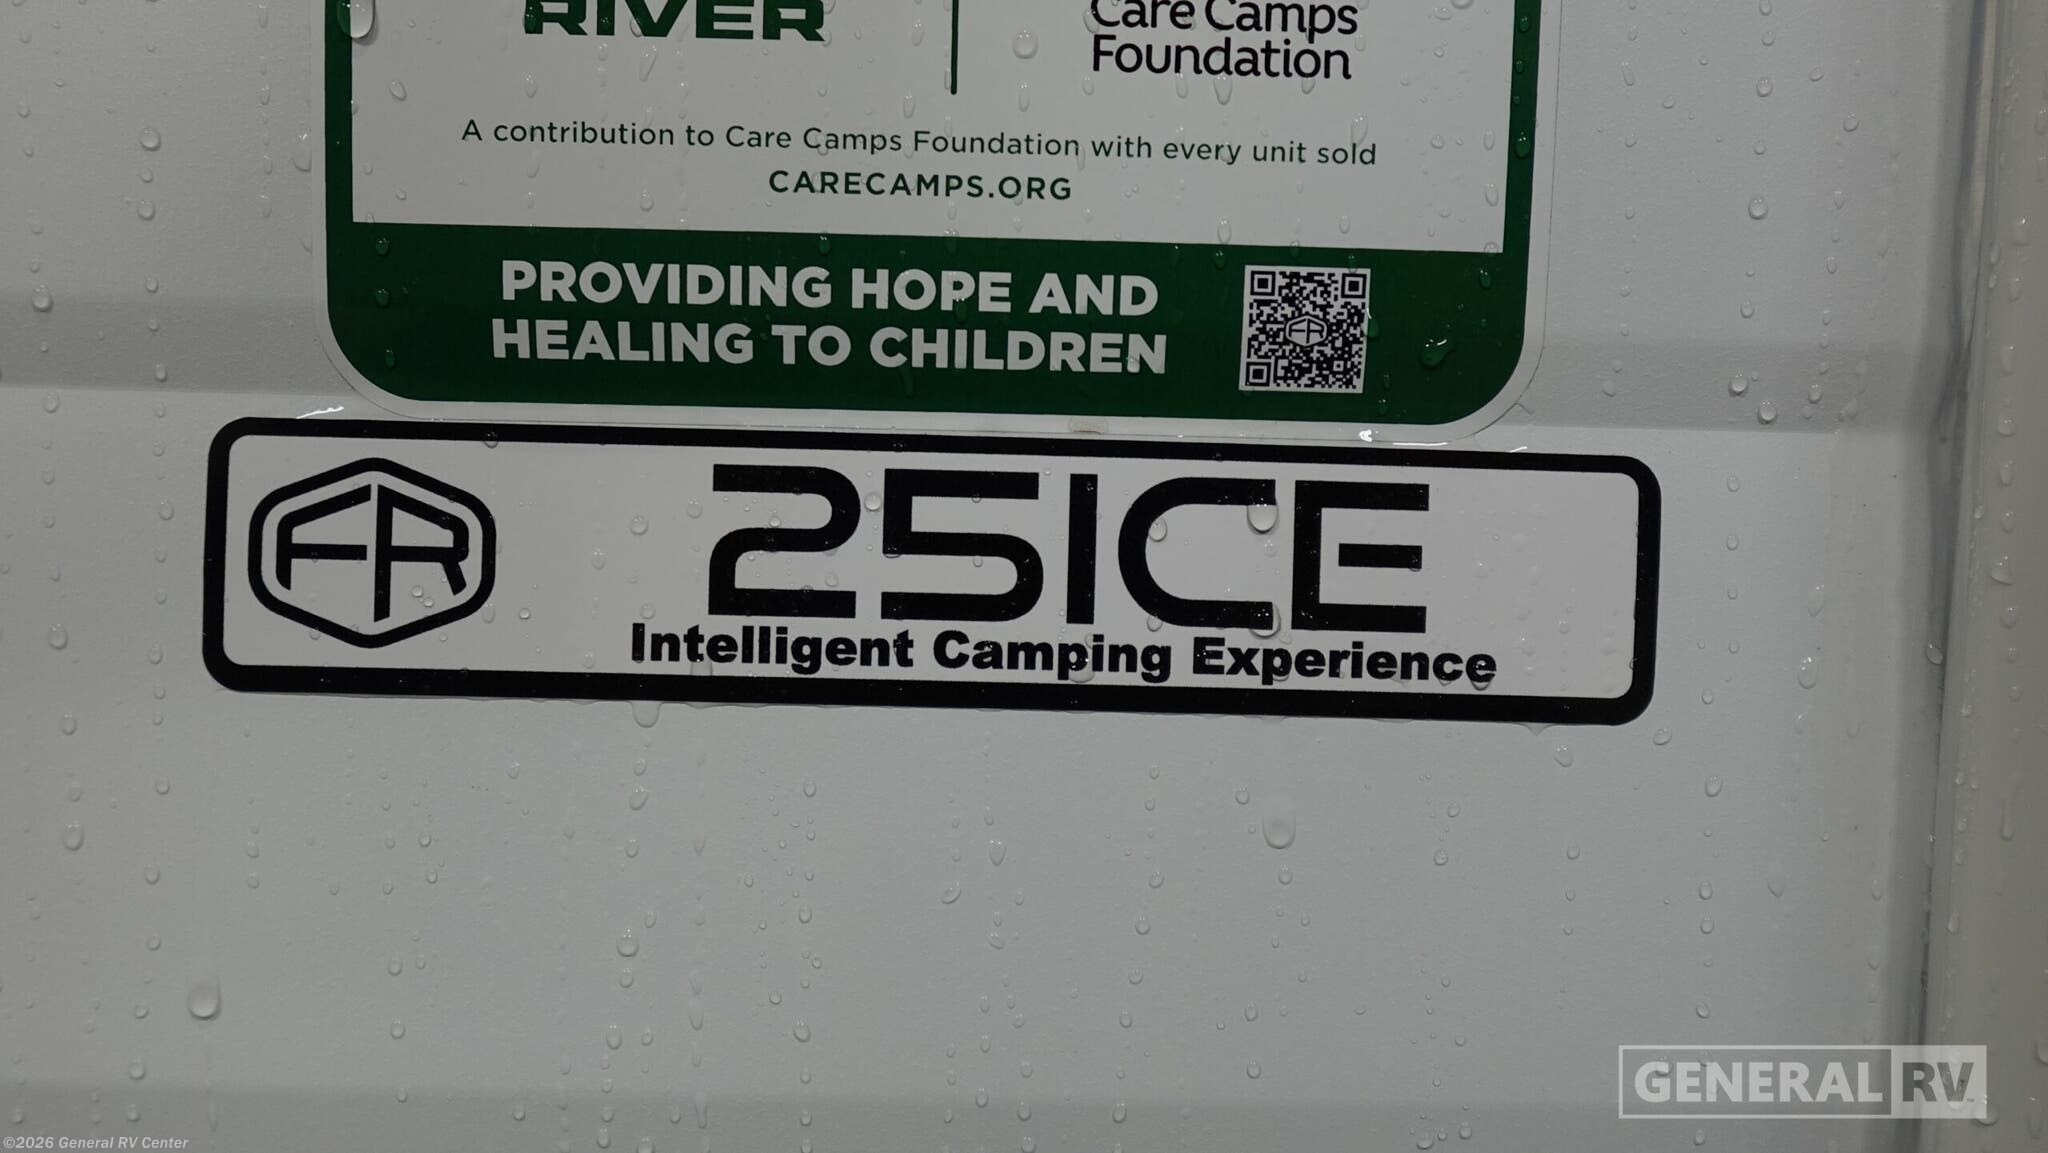 RIVER
Care Camps
Foundation
A contribution to Care Camps Foundation with every unit sold
CARECAMPS.ORG
PROVIDING HOPE AND
HEALING TO CHILDREN
FR
FR
25ICE
Intelligent Camping Experience
GENERAL RV
©2026 General RV Center